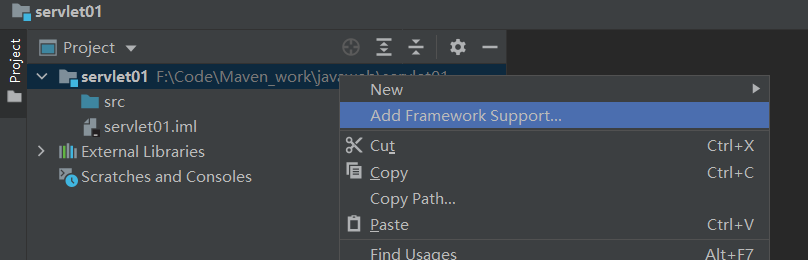 servlet01
Project
Project
servlet01 F:\Code\Maven_work\javaweb\servlet01
New
src
Add Framework Support...
servlet01.iml
Cut Ctrl+X
External Libraries
Copy Ctrl+C
Scratches and Consoles
Copy Path...
Paste Ctrl+V
Find Usages Alt+F7